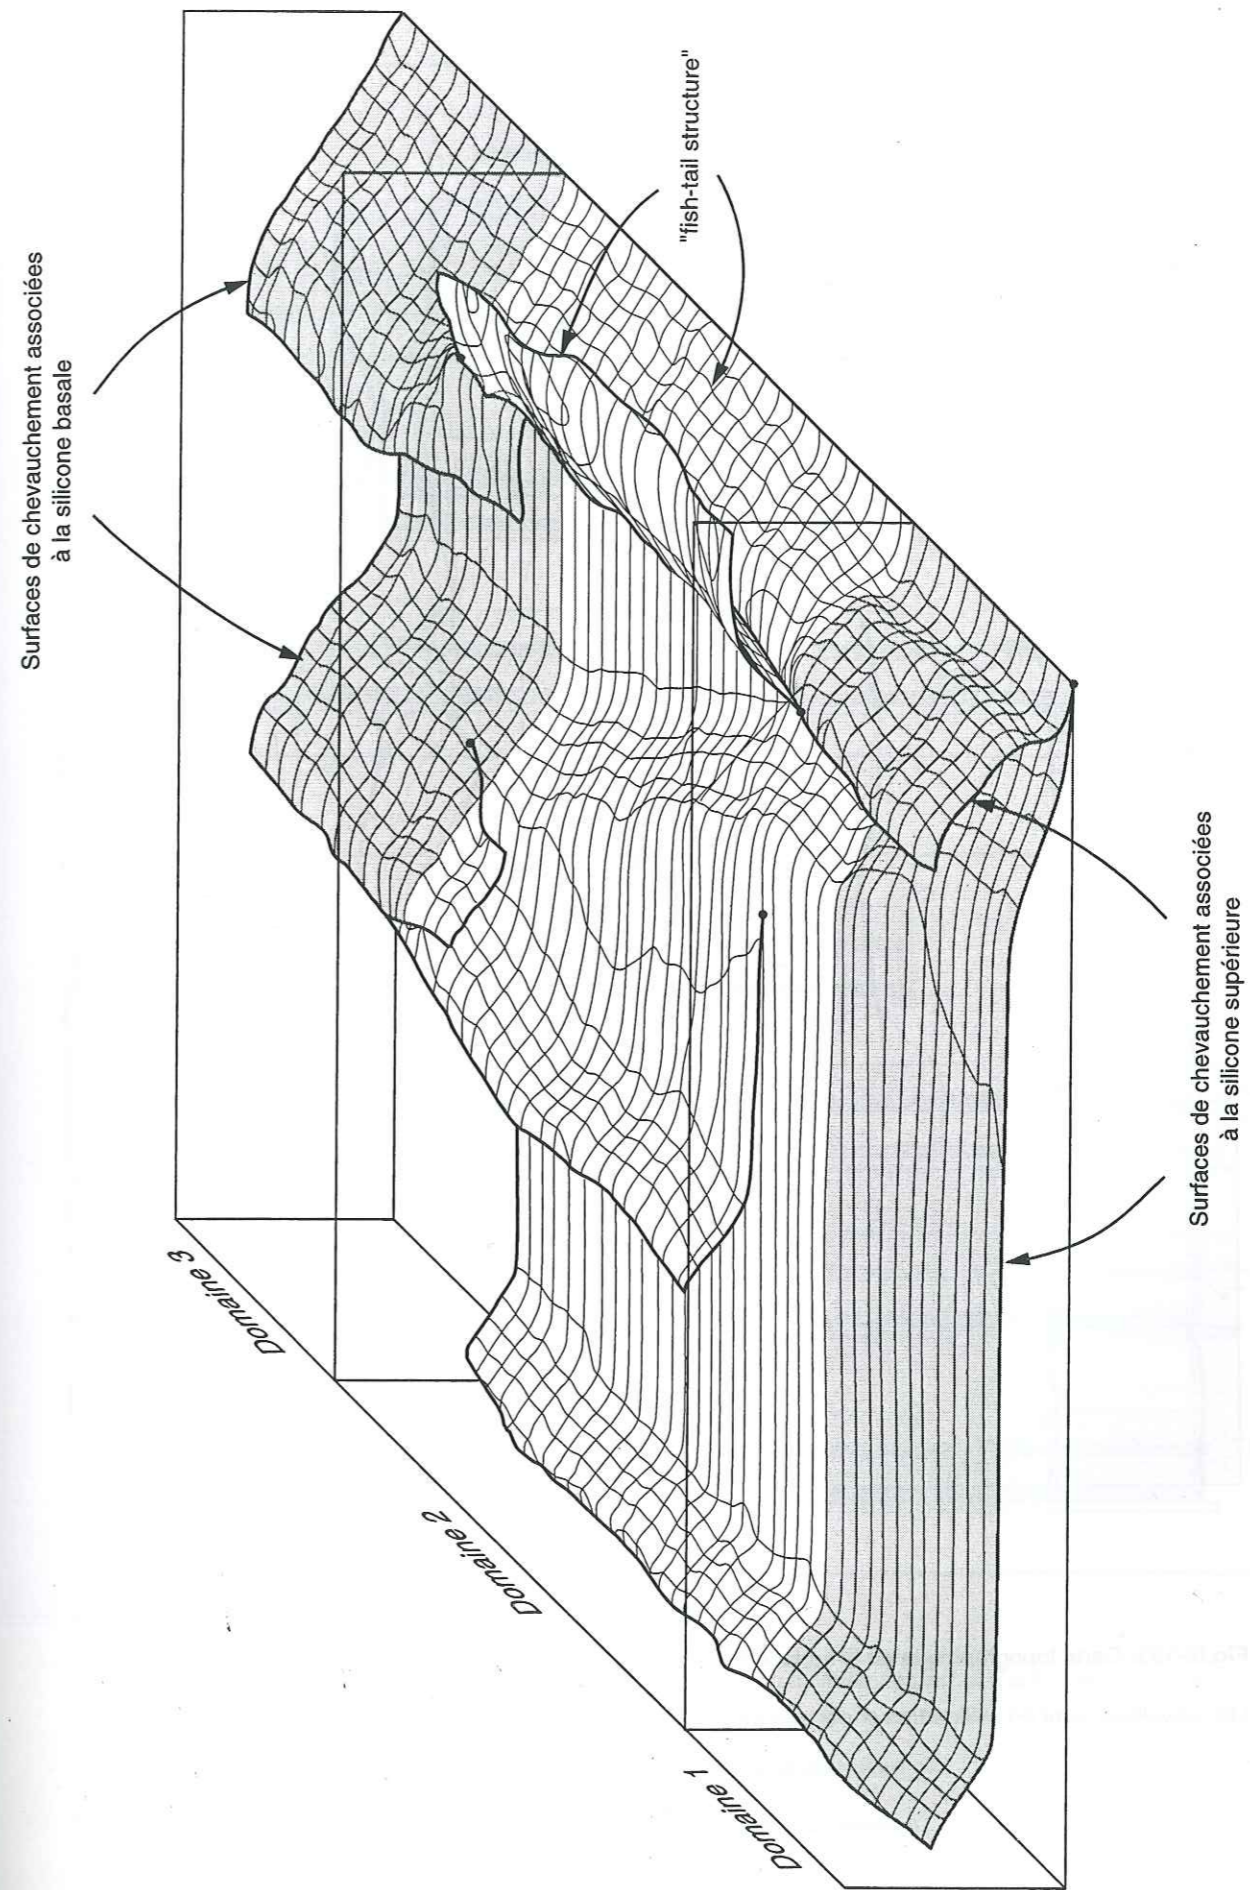 Surfaces de chevauchement associées
à la silicone basale
"fish-tail structure"
Domaine 3
Domaine 2
Domaine 1
Surfaces de chevauchement associées
à la silicone supérieure